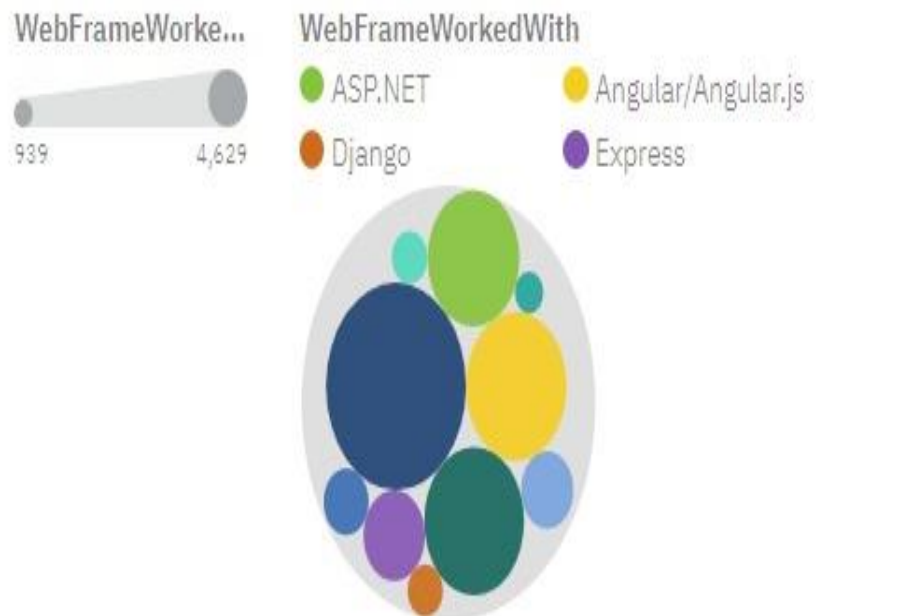 WebFrameWorke...
939 4,629
WebFrameWorkedWith
ASP.NET Angular/Angular.js
Django Express